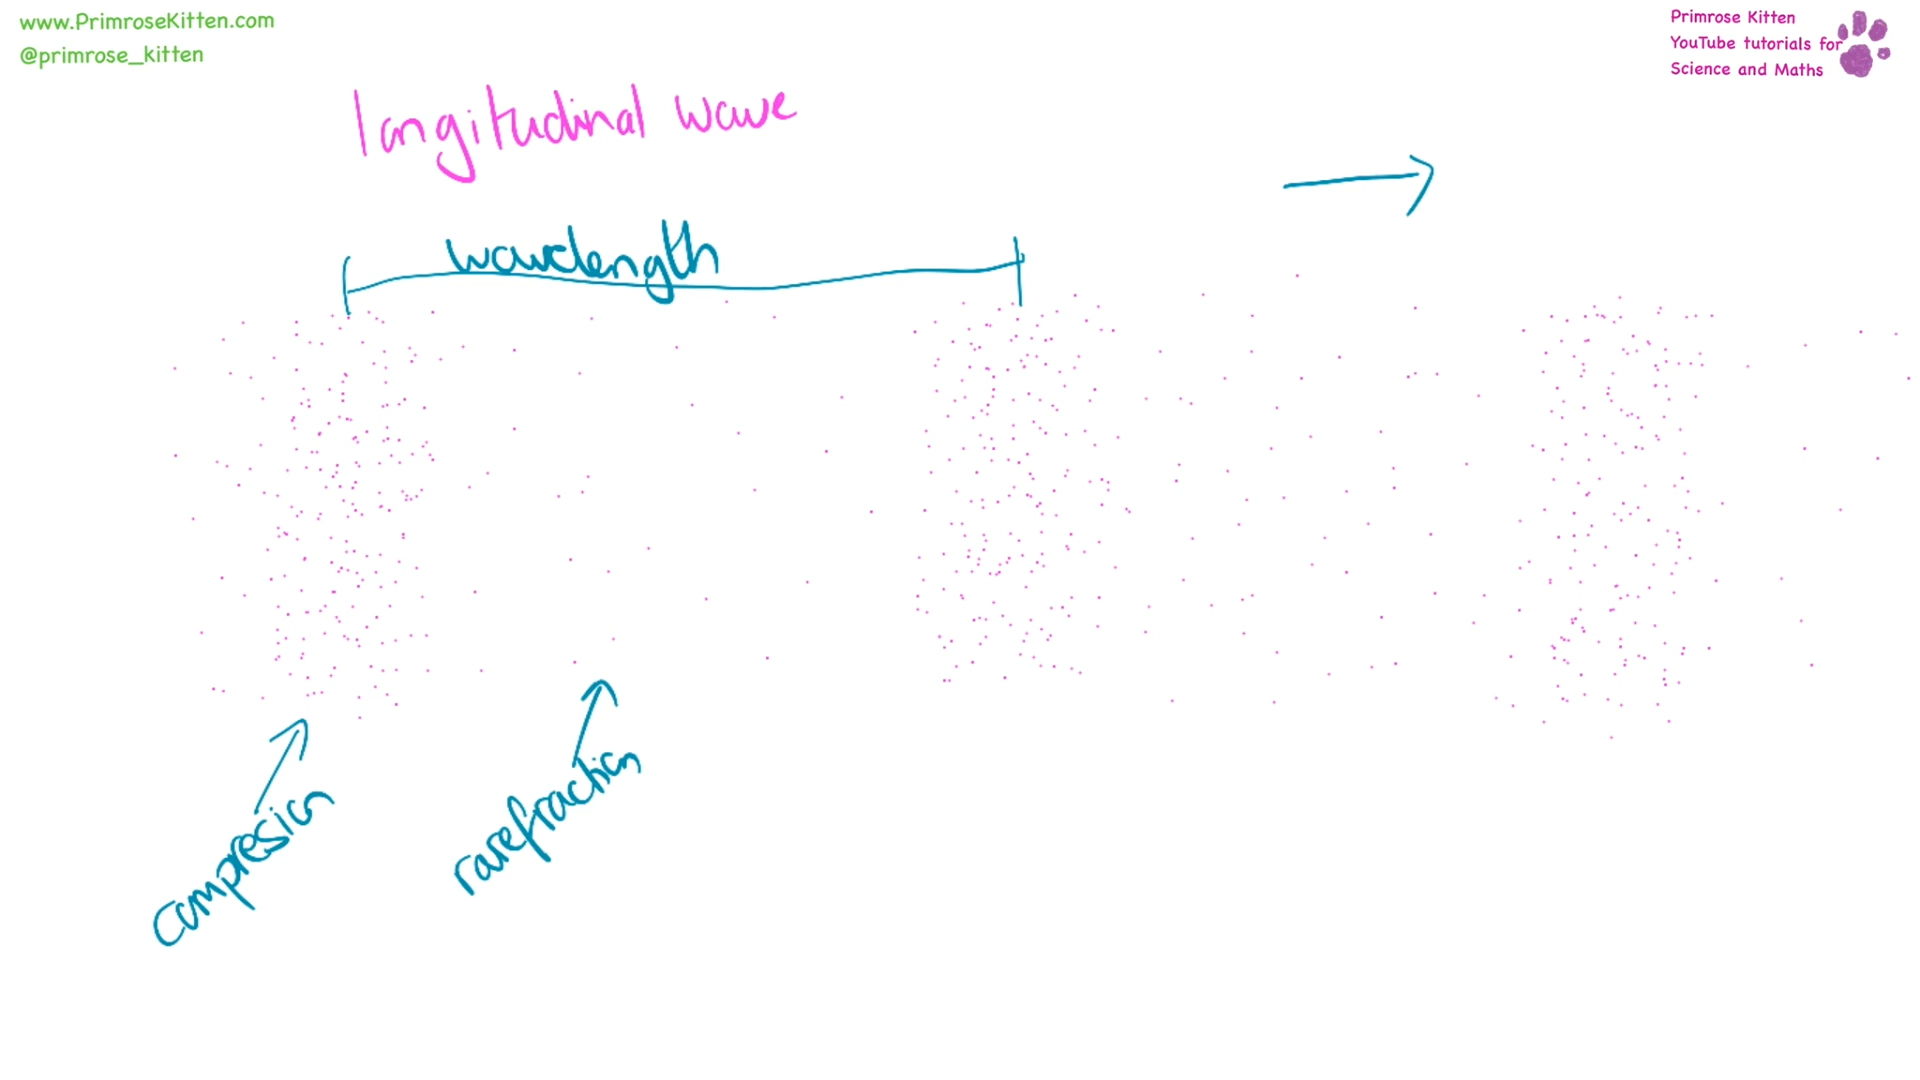 www.PrimroseKitten.com
@primrose_kitten
Primrose Kitten
YouTube tutorials for
Science and Maths
longitudinal wave
wavelength
compresion
rarefraction